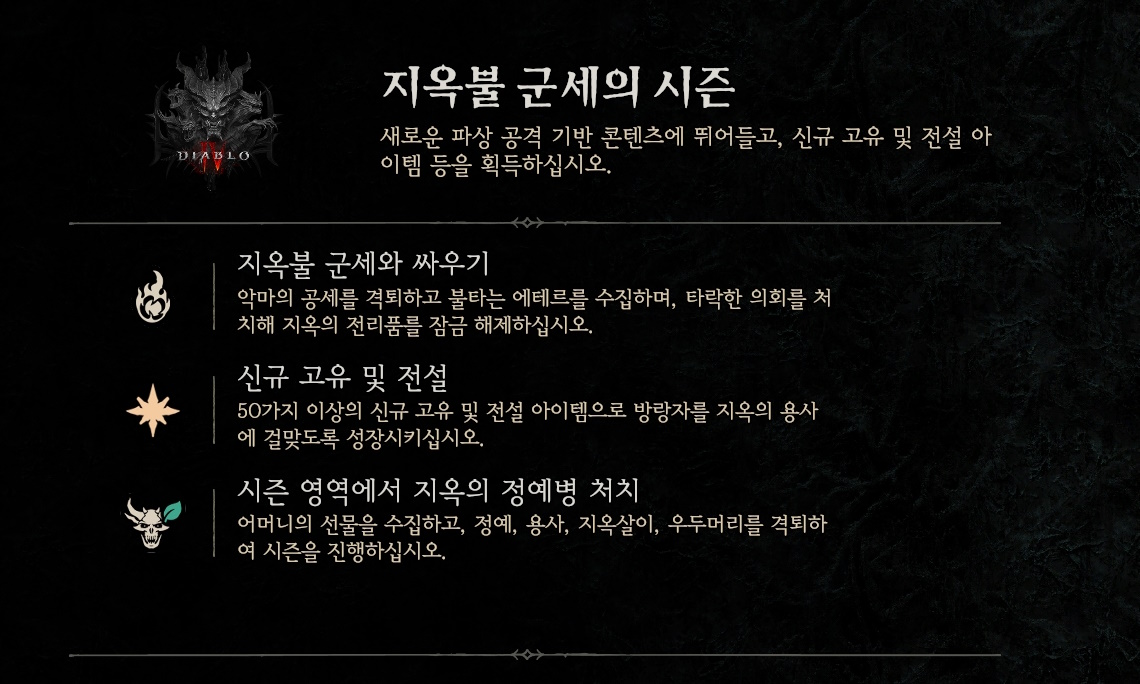 DIABLO
IV
지옥불 군세의 시즌
새로운 파상 공격 기반 콘텐츠에 뛰어들고, 신규 고유 및 전설 아
이템 등을 획득하십시오.
지옥불 군세와 싸우기
악마의 공세를 격퇴하고 불타는 에테르를 수집하며, 타락한 의회를 처
치해 지옥의 전리품를 잠금 해제하십시오.
신규 고유 및 전설
50가지 이상의 신규 고유 및 전설 아이템으로 방랑자를 지옥의 용사
에 걸맞도록 성장시키십시오.
시즌 영역에서 지옥의 정예병 처치
어머니의 선물을 수집하고, 정예, 용사, 지옥살이, 우두머리를 격퇴하
여 시즌을 진행하십시오.